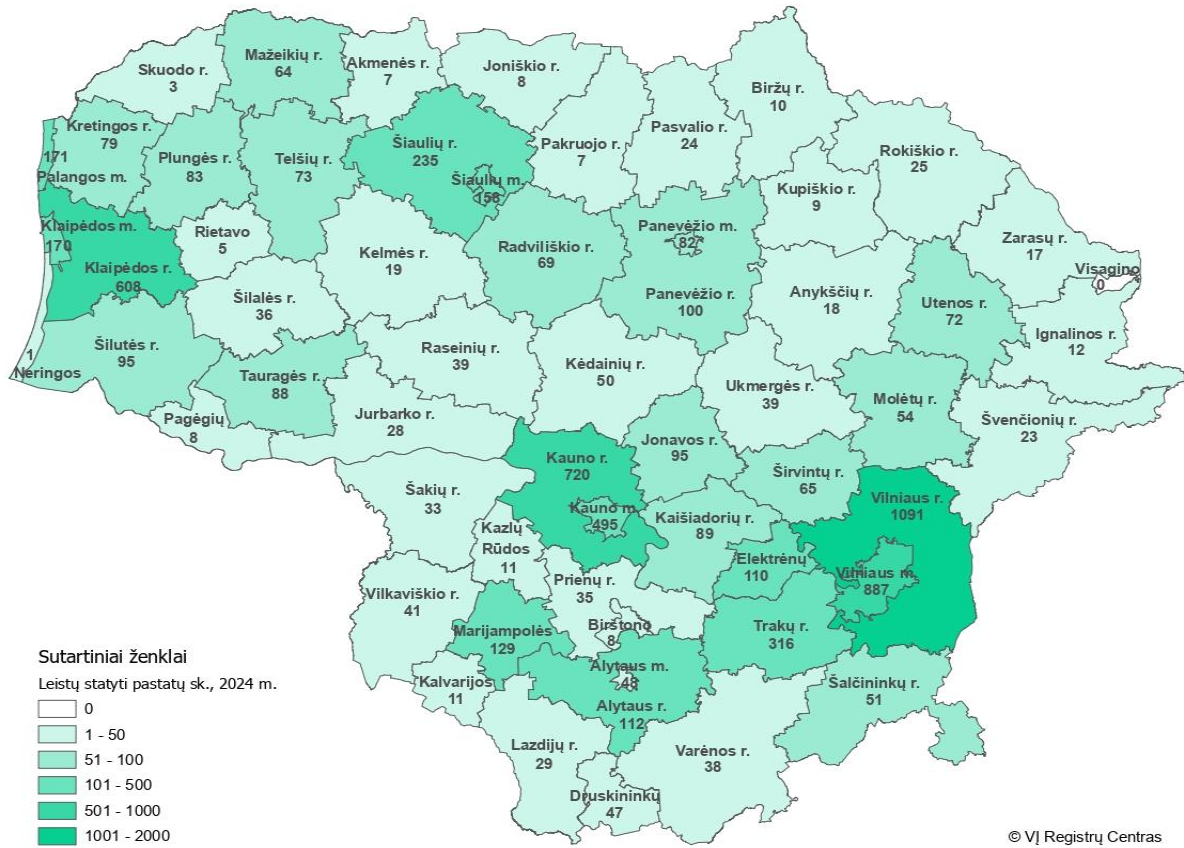 Skuodo r.
3
Mažeikių r.
64
Akmenės r.
7
Joniškio r.
8
Biržų r.
10
Kretingos r.
79
171
Palangos m.
Plungės r.
83
Telšių r.
73
Šiaulių r.
235
Šiaulių m.
158
Pakruojo r.
7
Pasvalio r.
24
Rokiškio r.
25
Kupiškio r.
9
Klaipėdos m.
170
Klaipėdos r.
608
Rietavo
5
Kelmės r.
19
Radviliškio r.
69
Panevėžio m.
827
Panevėžio r.
100
Anykščių r.
18
Zarasų r.
17
Visagino
0
Utenos r.
72
Ignalinos r.
12
Šilalės r.
36
Šilutės r.
95
1
Neringos
Tauragės r.
88
Raseinių r.
39
Kėdainių r.
50
Ukmergės r.
39
Molėtų r.
54
Švenčionių r.
23
Pagėgių
8
Jurbarko r.
28
Kauno r.
720
Kauno m.
495
Jonavos r.
95
Širvintų r.
65
Vilniaus r.
1091
Vilniaus m.
887
Šakių r.
33
Kazlų
Rūdos
11
Kaišiadorių r.
89
Elektrėnų
110
Prienų r.
35
Birštono
8
Vilkaviškio r.
41
Marijampolės
129
Trakų r.
316
Alytaus m.
48
Alytaus r.
112
Kalvarijos
11
Šalčininkų r.
51
Lazdijų r.
29
Varėnos r.
38
Druskininkų
47
Sutartiniai ženklai
Leistų statyti pastatų sk., 2024 m.
0
1 - 50
51 - 100
101 - 500
501 - 1000
1001 - 2000
© VĮ Registrų Centras